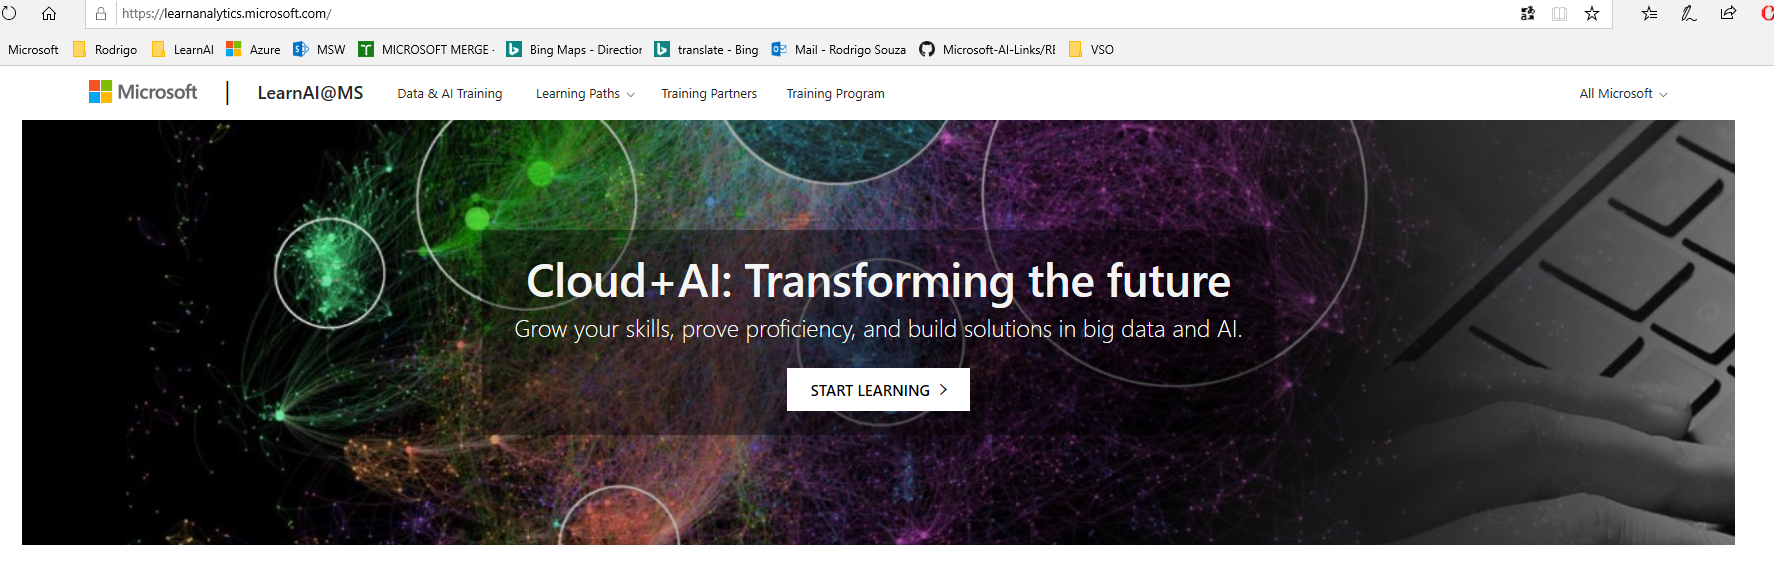 https://learnanalytics.microsoft.com/
Microsoft Rodrigo LearnAI Azure MSW MICROSOFT MERGE - Bing Maps - Direction translate - Bing Mail - Rodrigo Souza Microsoft-AI-Links/RE VSO
Microsoft | LearnAI@MS Data & AI Training Learning Paths Training Partners Training Program All Microsoft
Cloud+AI: Transforming the future
Grow your skills, prove proficiency, and build solutions in big data and AI.
START LEARNING